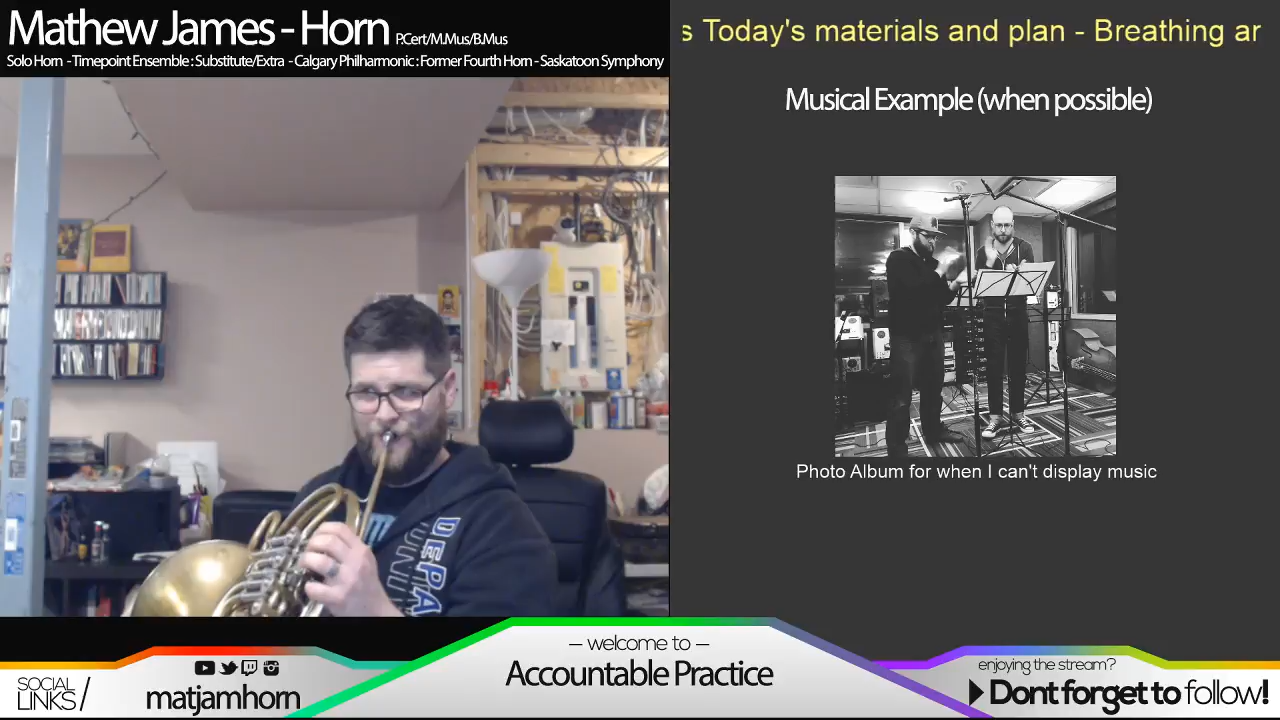 Mathew James - Horn P.Cert/M.Mus/B.Mus
Solo Horn - Timepoint Ensemble : Substitute/Extra - Calgary Philharmonic : Former Fourth Horn - Saskatoon Symphony
s Today's materials and plan - Breathing ar
Musical Example (when possible)
Photo Album for when I can't display music
DEPA
UNI
— welcome to —
Accountable Practice
SOCIAL
LINKS /
matjamhorn
enjoying the stream?
Dont forget to follow!